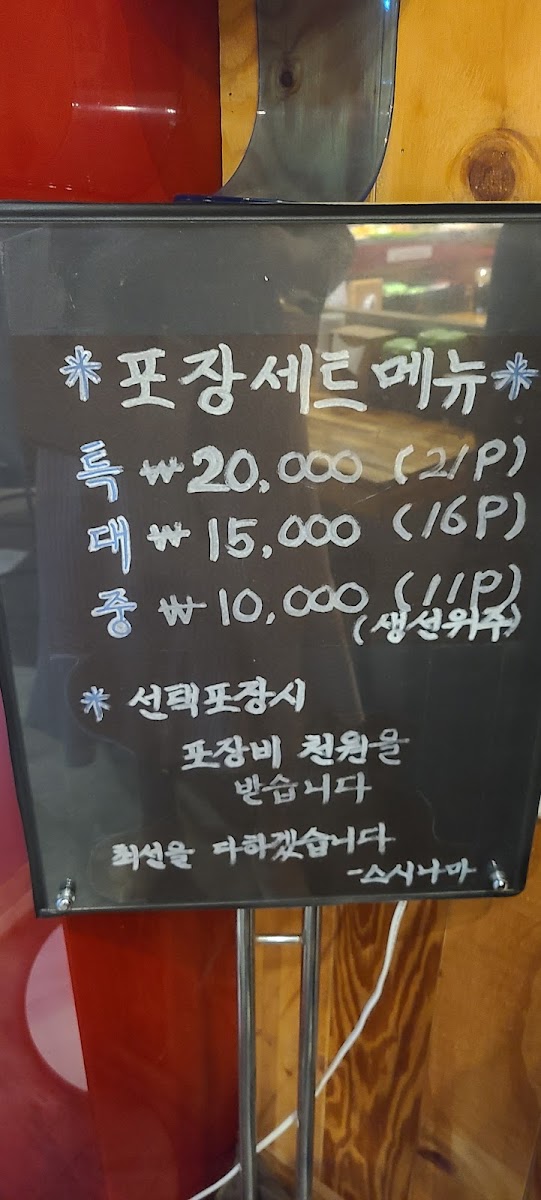 * 포장세트메뉴 *
특 ₩20,000 (21P)
대 ₩15,000 (16P)
중 ₩10,000 (11P)
(생선위주)
* 선택포장시
포장비 천원을
받습니다
최선을 다하겠습니다
-스시나마